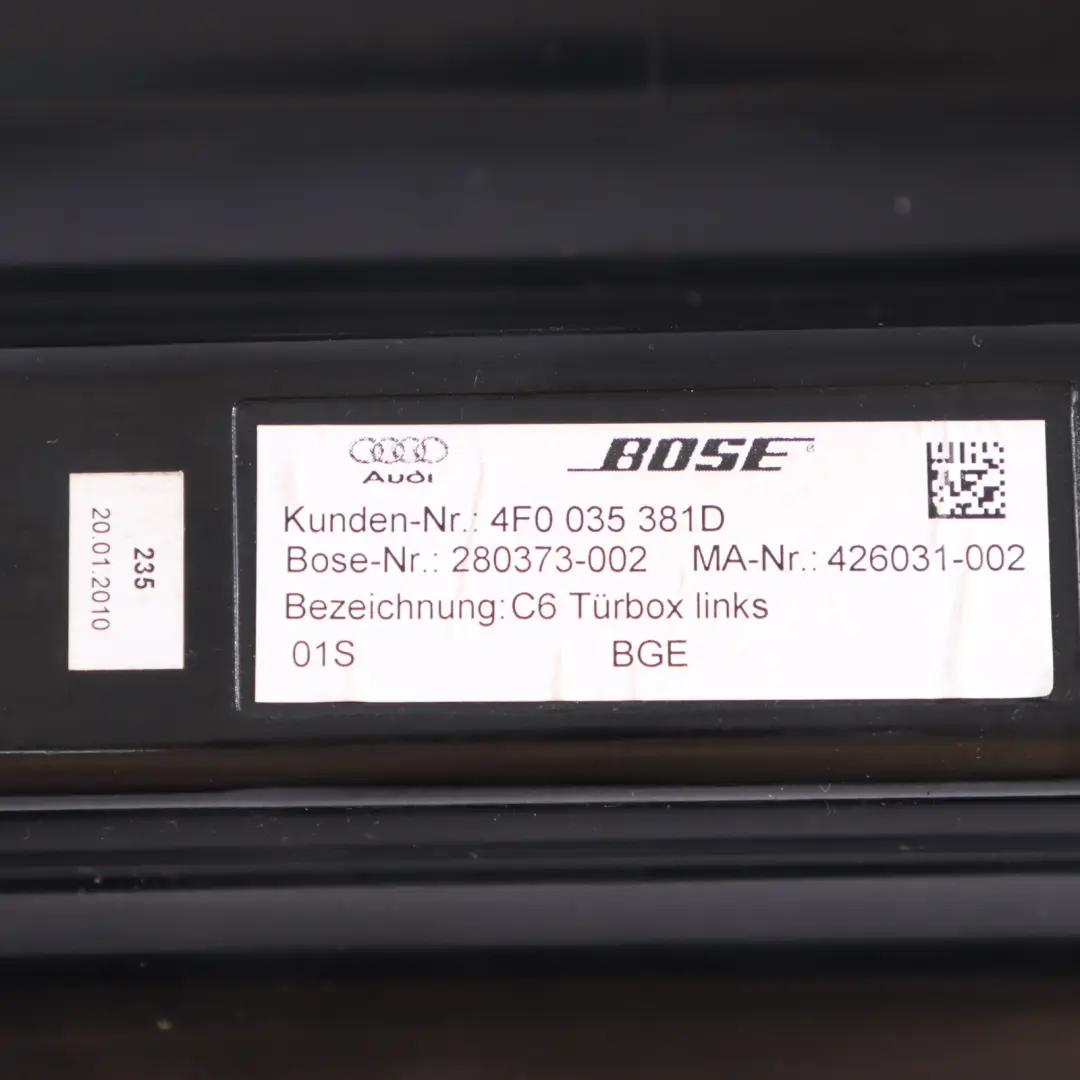 235
20.01.2010
Audi BOSE
Kunden-Nr.: 4F0 035 381D
Bose-Nr.: 280373-002 MA-Nr.: 426031-002
Bezeichnung: C6 Türbox links
01S BGE